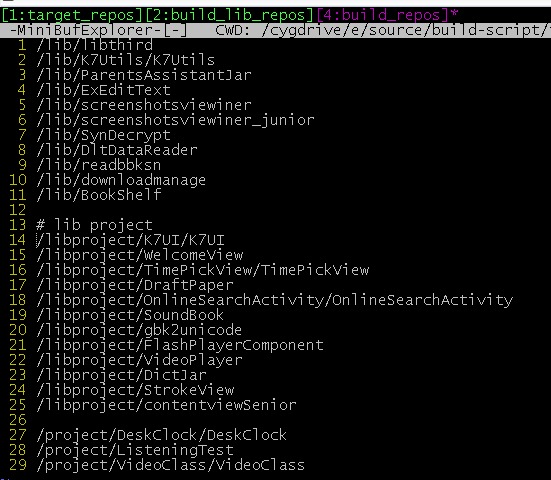 [1:target_repos][2:build_lib_repos][4:build_repos]*
-MiniBufExplorer-[-] CWD: /cygdrive/e/source/build-script/
1 /lib/libthird
2 /lib/K7Utils/K7Utils
3 /lib/ParentsAssistantJar
4 /lib/ExEditText
5 /lib/screenshotsviewiner
6 /lib/screenshotsviewiner_junior
7 /lib/SynDecrypt
8 /lib/DltDataReader
9 /lib/readbbksn
10 /lib/downloadmanage
11 /lib/BookShelf
12
13 # lib project
14 /libproject/K7UI/K7UI
15 /libproject/WelcomeView
16 /libproject/TimePickView/TimePickView
17 /libproject/DraftPaper
18 /libproject/OnlineSearchActivity/OnlineSearchActivity
19 /libproject/SoundBook
20 /libproject/gbk2unicode
21 /libproject/FlashPlayerComponent
22 /libproject/VideoPlayer
23 /libproject/DictJar
24 /libproject/StrokeView
25 /libproject/contentviewSenior
26
27 /project/DeskClock/DeskClock
28 /project/ListeningTest
29 /project/VideoClass/VideoClass